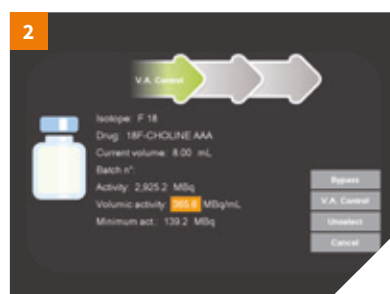 2
V.A. Control
Isotope: F 18
Drug: 18F-CHOLINE AAA
Current volume: 8.00 mL
Batch n°:
Activity: 2,925.2 MBq
Volumic activity: 365.6 MBq/mL
Minimum act.: 139.2 MBq
Bypass
V.A. Control
Unselect
Cancel